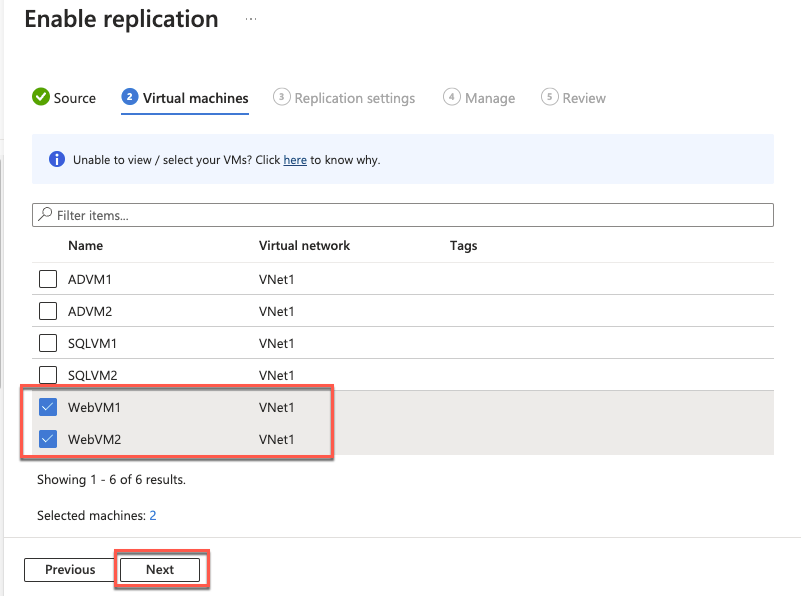 Enable replication ...
Source 2 Virtual machines 3 Replication settings 4 Manage 5 Review
Unable to view / select your VMs? Click here to know why.
Filter items...
Name Virtual network Tags
ADVM1 VNet1
ADVM2 VNet1
SQLVM1 VNet1
SQLVM2 VNet1
WebVM1 VNet1
WebVM2 VNet1
Showing 1 - 6 of 6 results.
Selected machines: 2
Previous Next